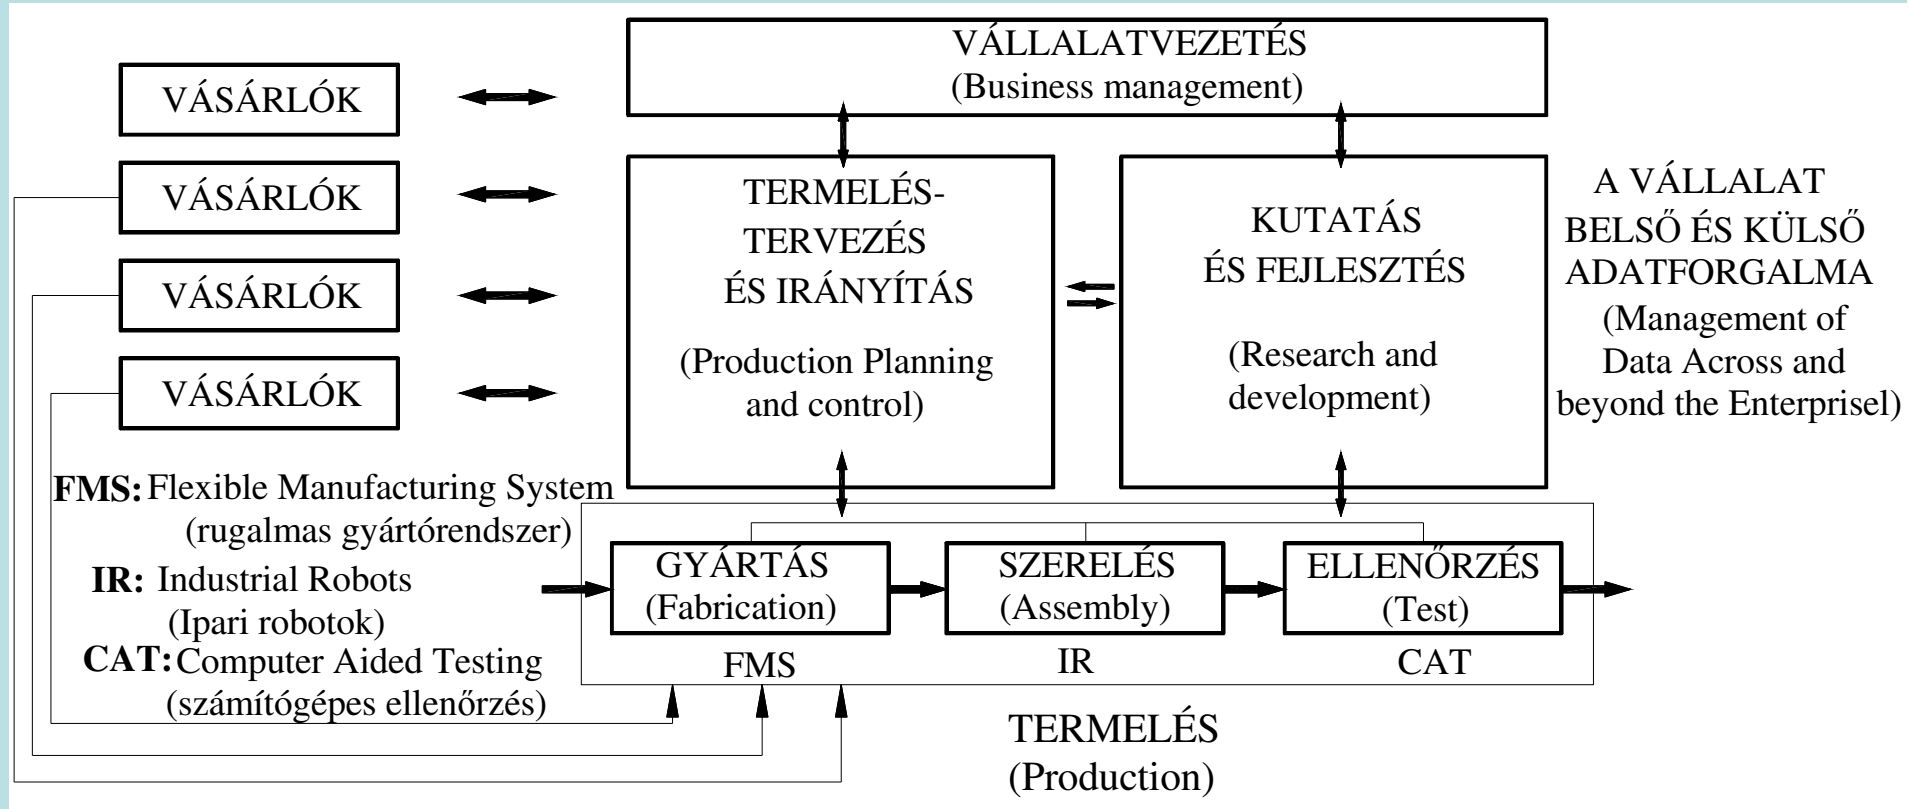 VÁLLALATVEZETÉS
(Business management)
VÁSÁRLÓK
VÁSÁRLÓK
VÁSÁRLÓK
VÁSÁRLÓK
TERMELÉS-
TERVEZÉS
ÉS IRÁNYÍTÁS
(Production Planning
and control)
KUTATÁS
ÉS FEJLESZTÉS
(Research and
development)
A VÁLLALAT
BELSŐ ÉS KÜLSŐ
ADATFORGALMA
(Management of
Data Across and
beyond the Enterprisel)
FMS: Flexible Manufacturing System
(rugalmas gyártórendszer)
IR: Industrial Robots
(Ipari robotok)
CAT: Computer Aided Testing
(számítógépes ellenőrzés)
GYÁRTÁS
(Fabrication)
FMS
SZERELÉS
(Assembly)
IR
ELLENŐRZÉS
(Test)
CAT
TERMELÉS
(Production)